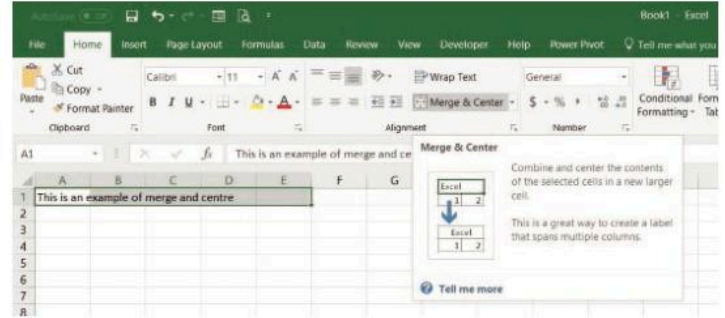 AutoSave Off Book1 - Excel
File Home Insert Page Layout Formulas Data Review View Developer Help Power Pivot Tell me what you
Paste Cut Copy Format Painter
Calibri 11 A A Wrap Text General
B I U A Merge & Center $ % , Conditional Formatting
Clipboard Font Alignment Number
A1 fx This is an example of merge and ce
A B C D E F G
1 This is an example of merge and centre
2
3
4
5
6
7
8
Merge & Center
Combine and center the contents
of the selected cells in a new larger
cell.
This is a great way to create a label
that spans multiple columns.
Excel
1 2
Excel
1 2
Tell me more